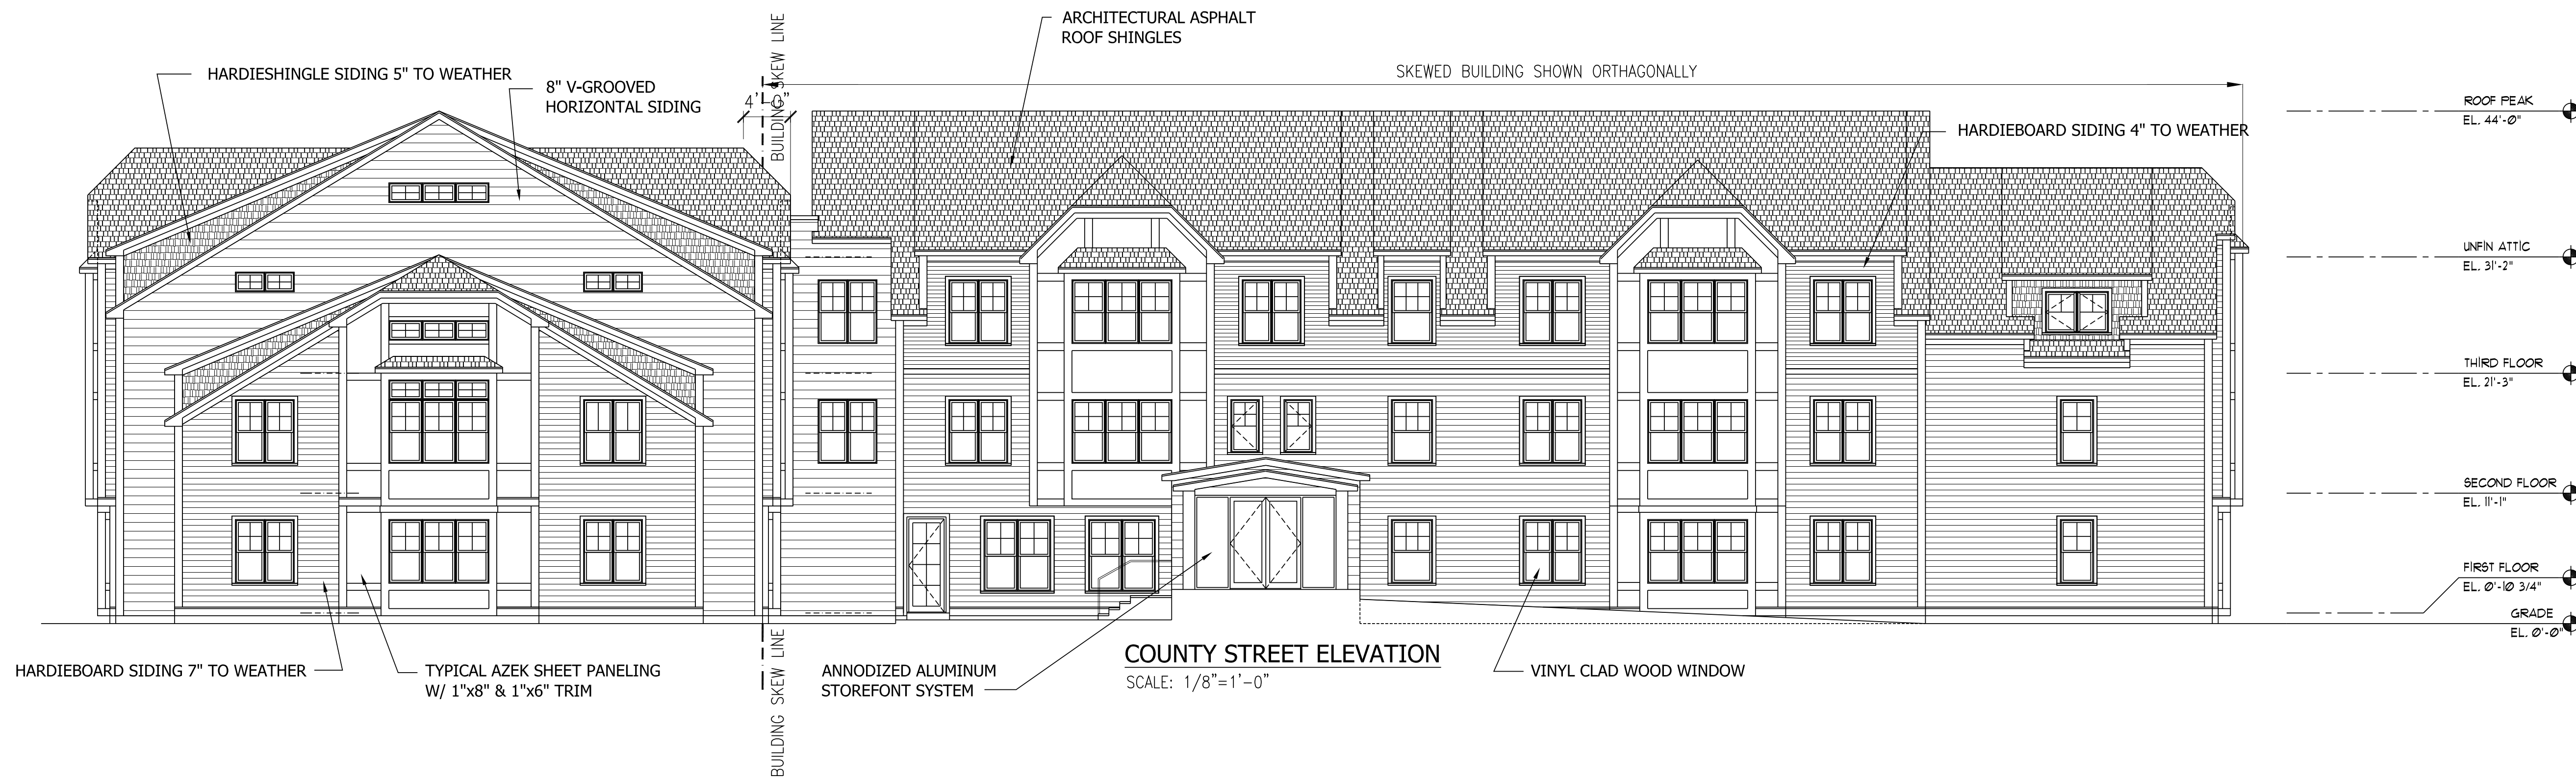 ARCHITECTURAL ASPHALT
ROOF SHINGLES
BUILDING SKEW LINE
SKEWED BUILDING SHOWN ORTHAGONALLY
HARDIESHINGLE SIDING 5" TO WEATHER
8" V-GROOVED
HORIZONTAL SIDING
HARDIEBOARD SIDING 4" TO WEATHER
ROOF PEAK
EL. 44'-0"
UNFIN ATTIC
EL. 31'-2"
THIRD FLOOR
EL. 21'-3"
SECOND FLOOR
EL. 11'-1"
FIRST FLOOR
EL. 0'-10 3/4"
GRADE
EL. 0'-0"
HARDIEBOARD SIDING 7" TO WEATHER
TYPICAL AZEK SHEET PANELING
W/ 1"x8" & 1"x6" TRIM
BUILDING SKEW LINE
ANNODIZED ALUMINUM
STOREFONT SYSTEM
COUNTY STREET ELEVATION
SCALE: 1/8"=1'-0"
VINYL CLAD WOOD WINDOW